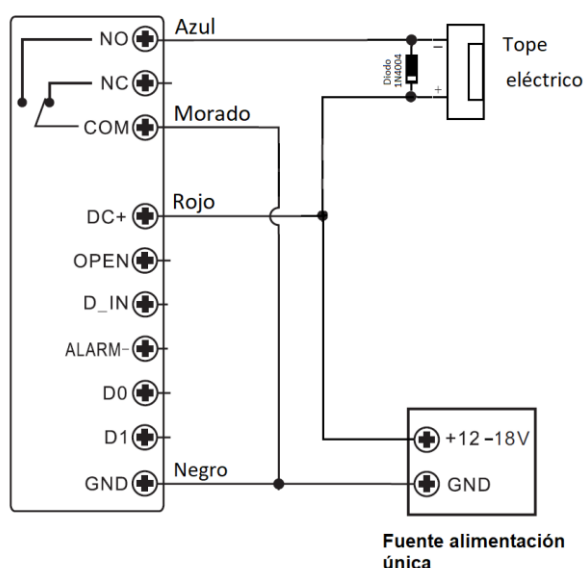 NO
Azul
NC
COM
Morado
DC+
Rojo
OPEN
D_IN
ALARM-
D0
D1
GND
Negro
Diodo
1N4004
−
+
Tope
eléctrico
+12 -18V
GND
Fuente alimentación
única